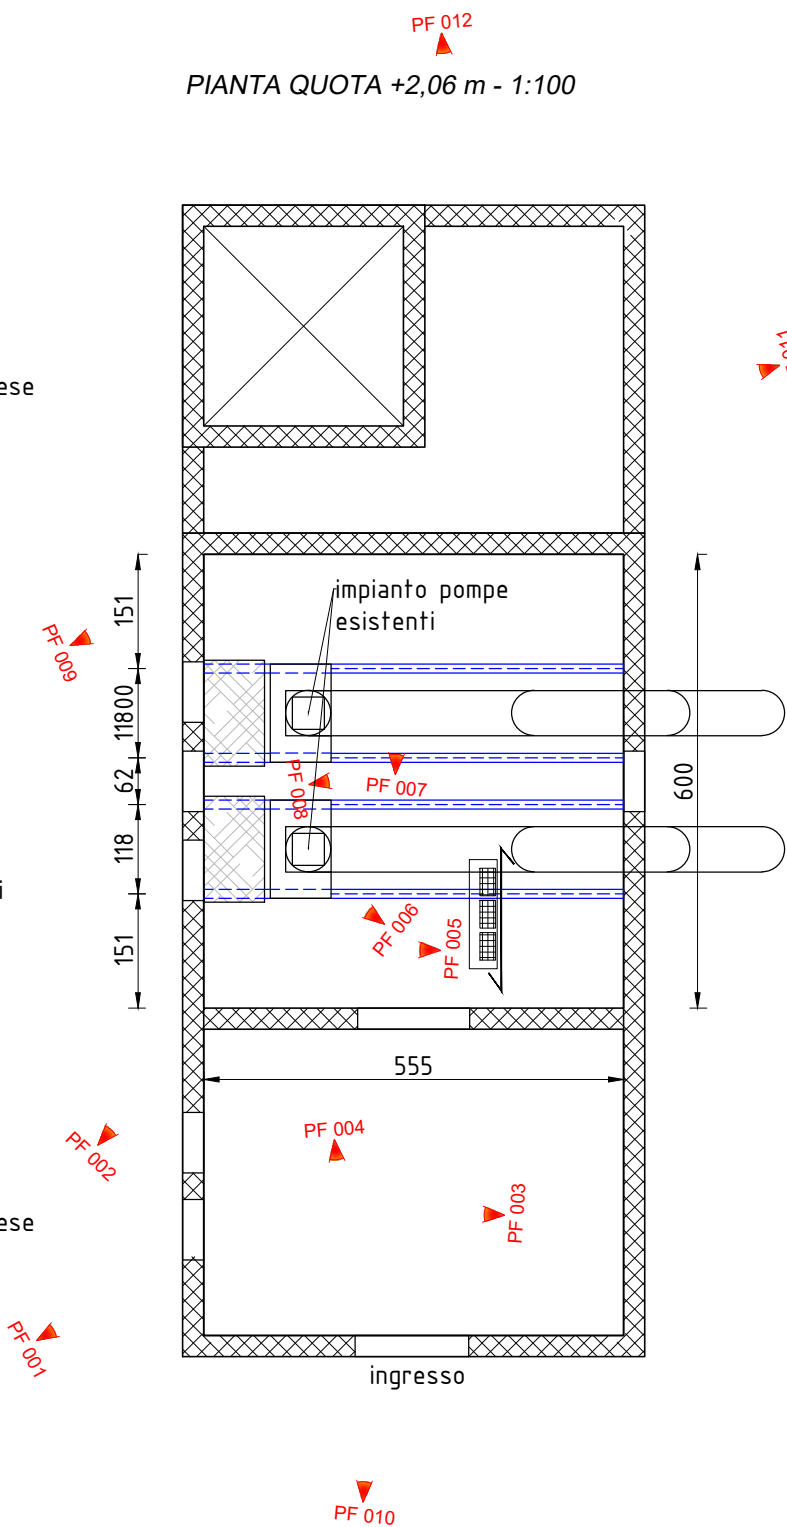 PF 012
PIANTA QUOTA +2,06 m - 1:100
ese
impianto pompe
esistenti
151
PF 009
11800
62
118
151
600
PF 008
PF 007
i
PF 006
PF 005
555
PF 004
PF 002
PF 003
ese
PF 001
ingresso
PF 010